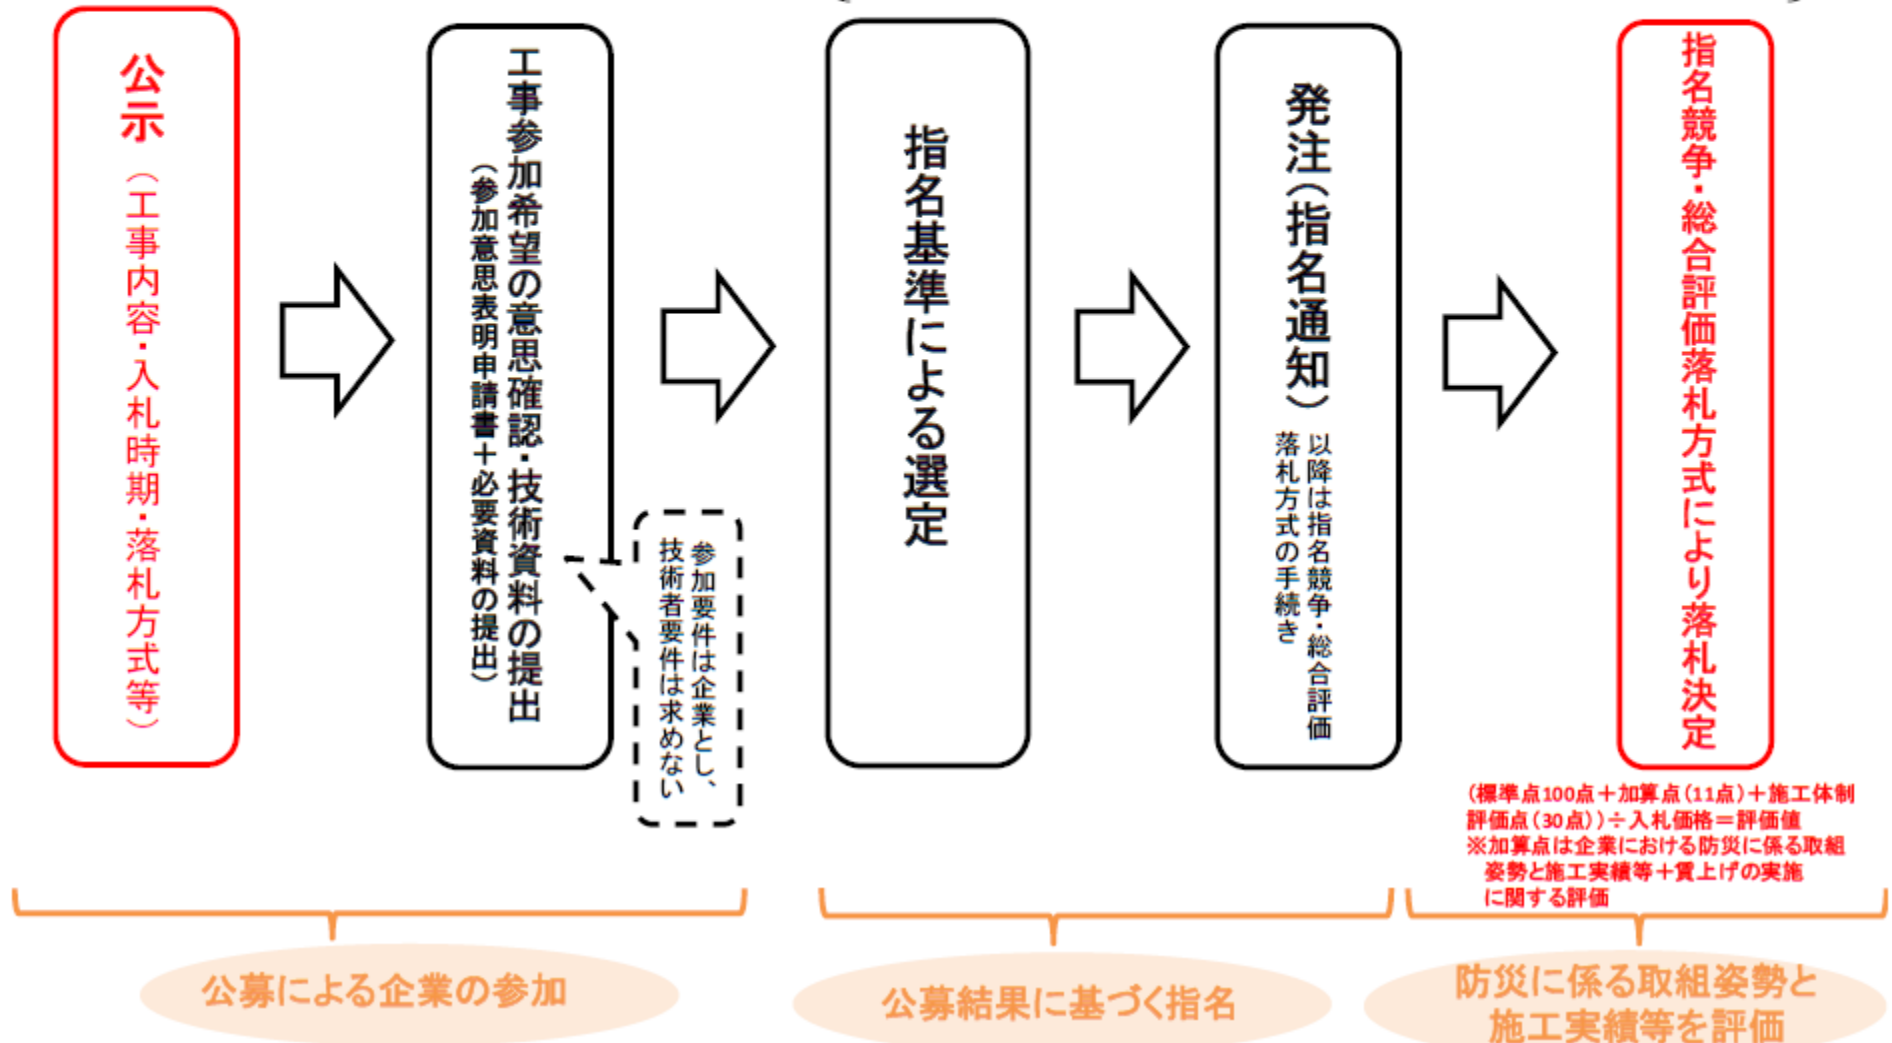 公示（工事内容・入札時期・落札方式等）
工事参加希望の意思確認・技術資料の提出
（参加意思表明申請書＋必要資料の提出）
参加要件は企業とし、
技術者要件は求めない
指名基準による選定
発注（指名通知）
以降は指名競争・総合評価
落札方式の手続き
指名競争・総合評価落札方式により落札決定
（標準点100点＋加算点（11点）＋施工体制
評価点（30点））÷入札価格＝評価値
※加算点は企業における防災に係る取組
姿勢と施工実績等＋賃上げの実施
に関する評価
公募による企業の参加
公募結果に基づく指名
防災に係る取組姿勢と
施工実績等を評価